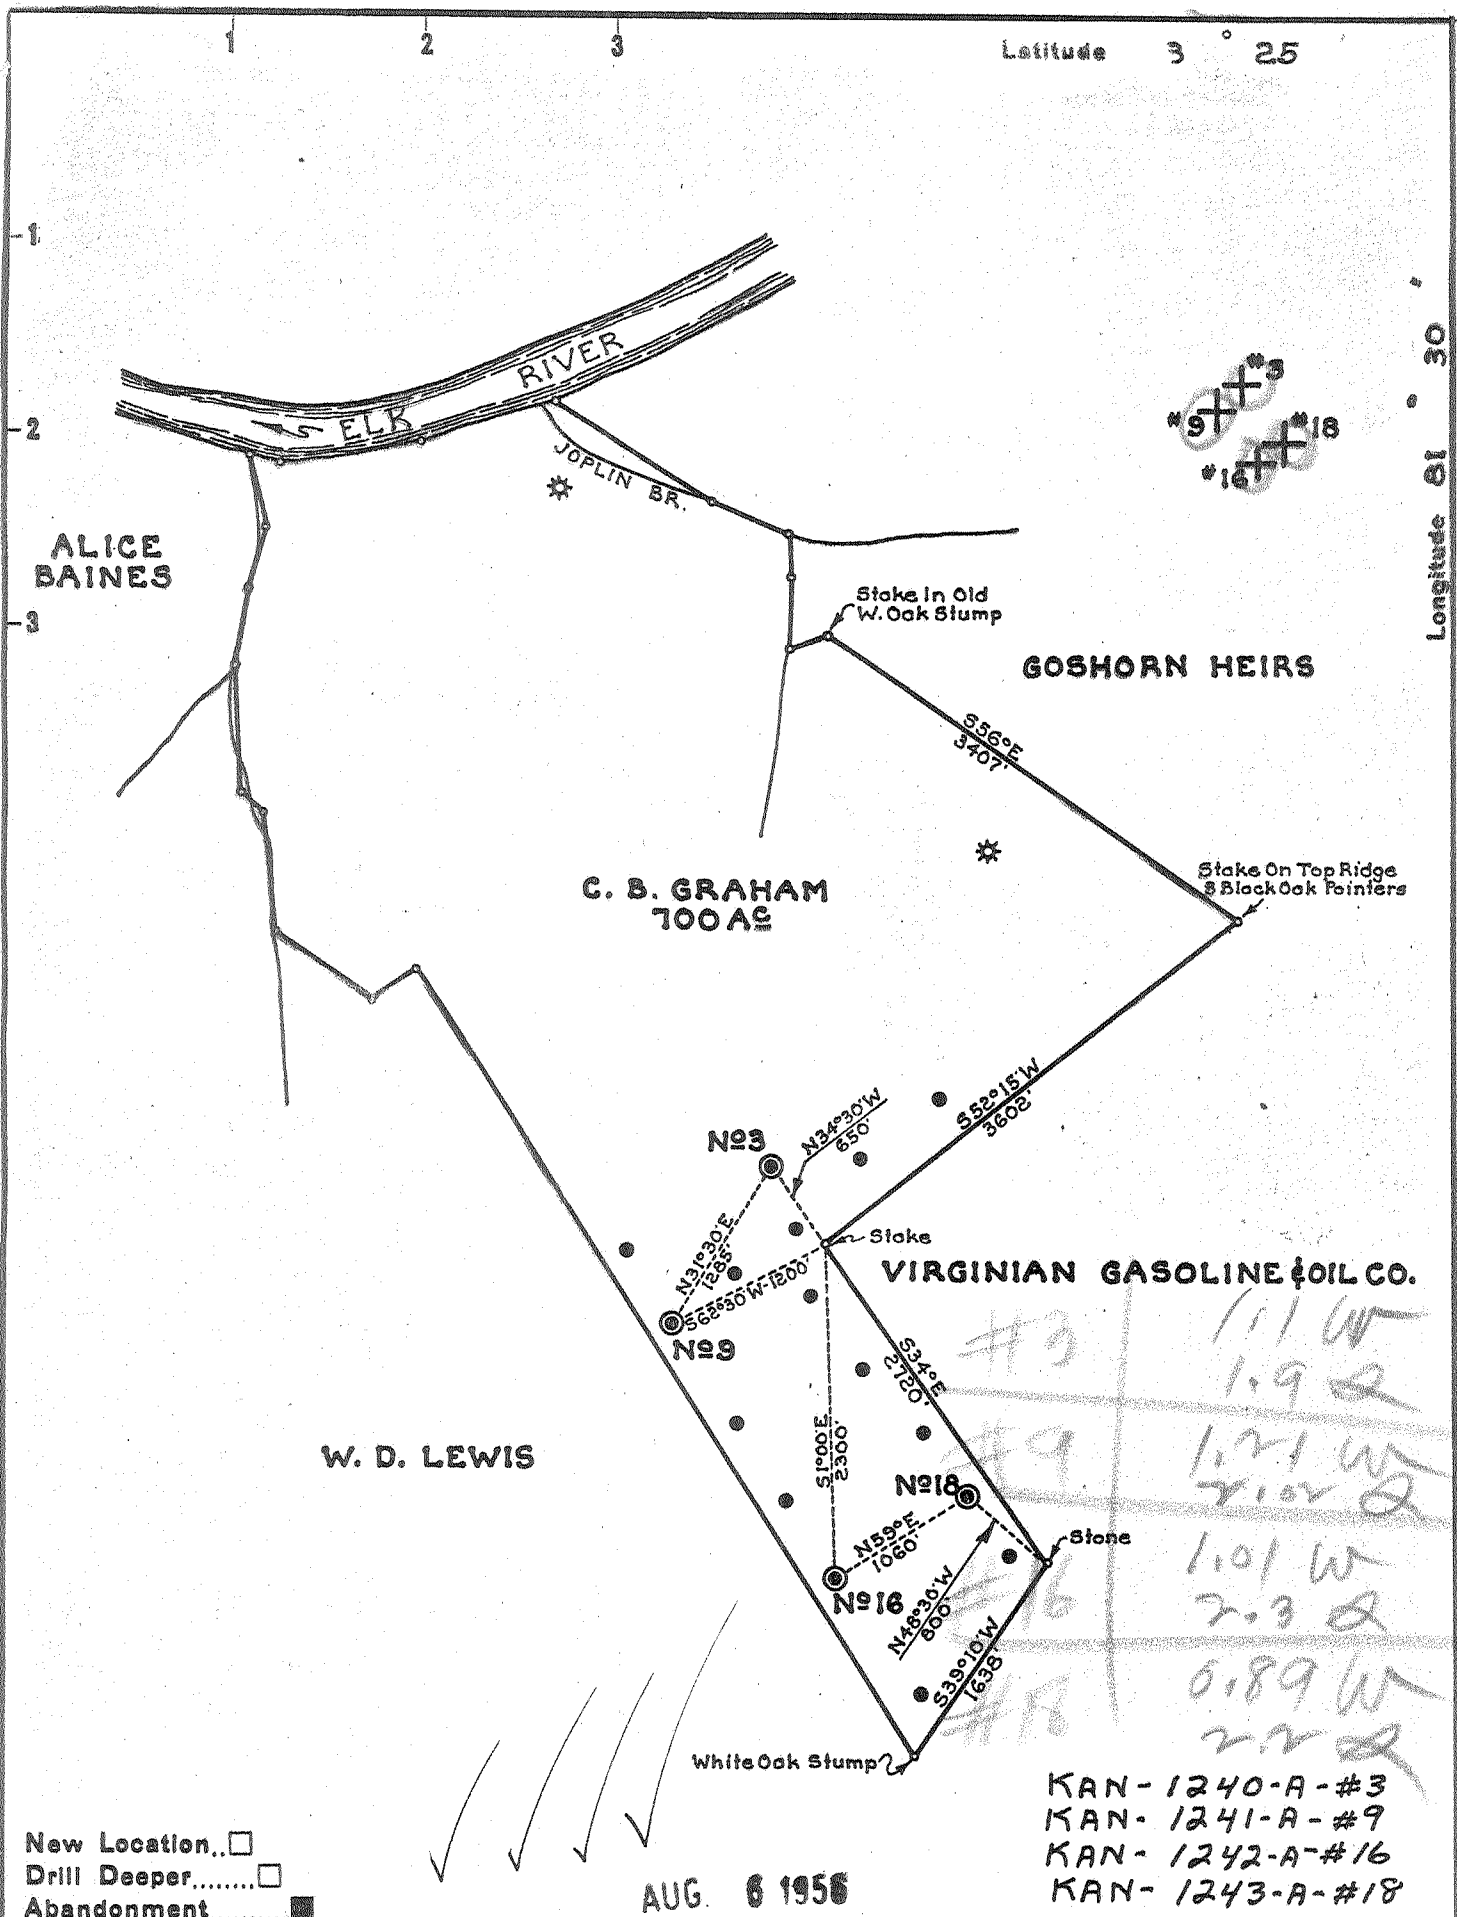 1 2 3
Latitude 3 ° 25
1
2
3
Longitude 81 ° 30 '
#3
#9
#18
#16
ELK RIVER
JOPLIN BR.
ALICE
BAINES
Stake In Old
W. Oak Stump
GOSHORN HEIRS
S56°E
3407'
C. B. GRAHAM
700 Ac
Stake On Top Ridge
Black Oak Pointers
S52°15'W
3602'
N34°30'W
650'
Nº3
Stake
N31°30'E
1285'
S62°30'W-1200'
Nº9
VIRGINIAN GASOLINE & OIL CO.
S34°E
2720'
S1°00'E
2300'
W. D. LEWIS
Nº18
N59°E
1060'
Nº16
N48°30'W
800'
Stone
S39°10'W
1638'
White Oak Stump
#3 1.1 W
1.9 S
#9 1.21 W
2.02 S
#16 1.01 W
2.3 S
#18 0.89 W
2.2 S
KAN- 1240-A-#3
KAN- 1241-A-#9
KAN- 1242-A-#16
KAN- 1243-A-#18
New Location..
Drill Deeper........
Abandonment
AUG. 6 1956